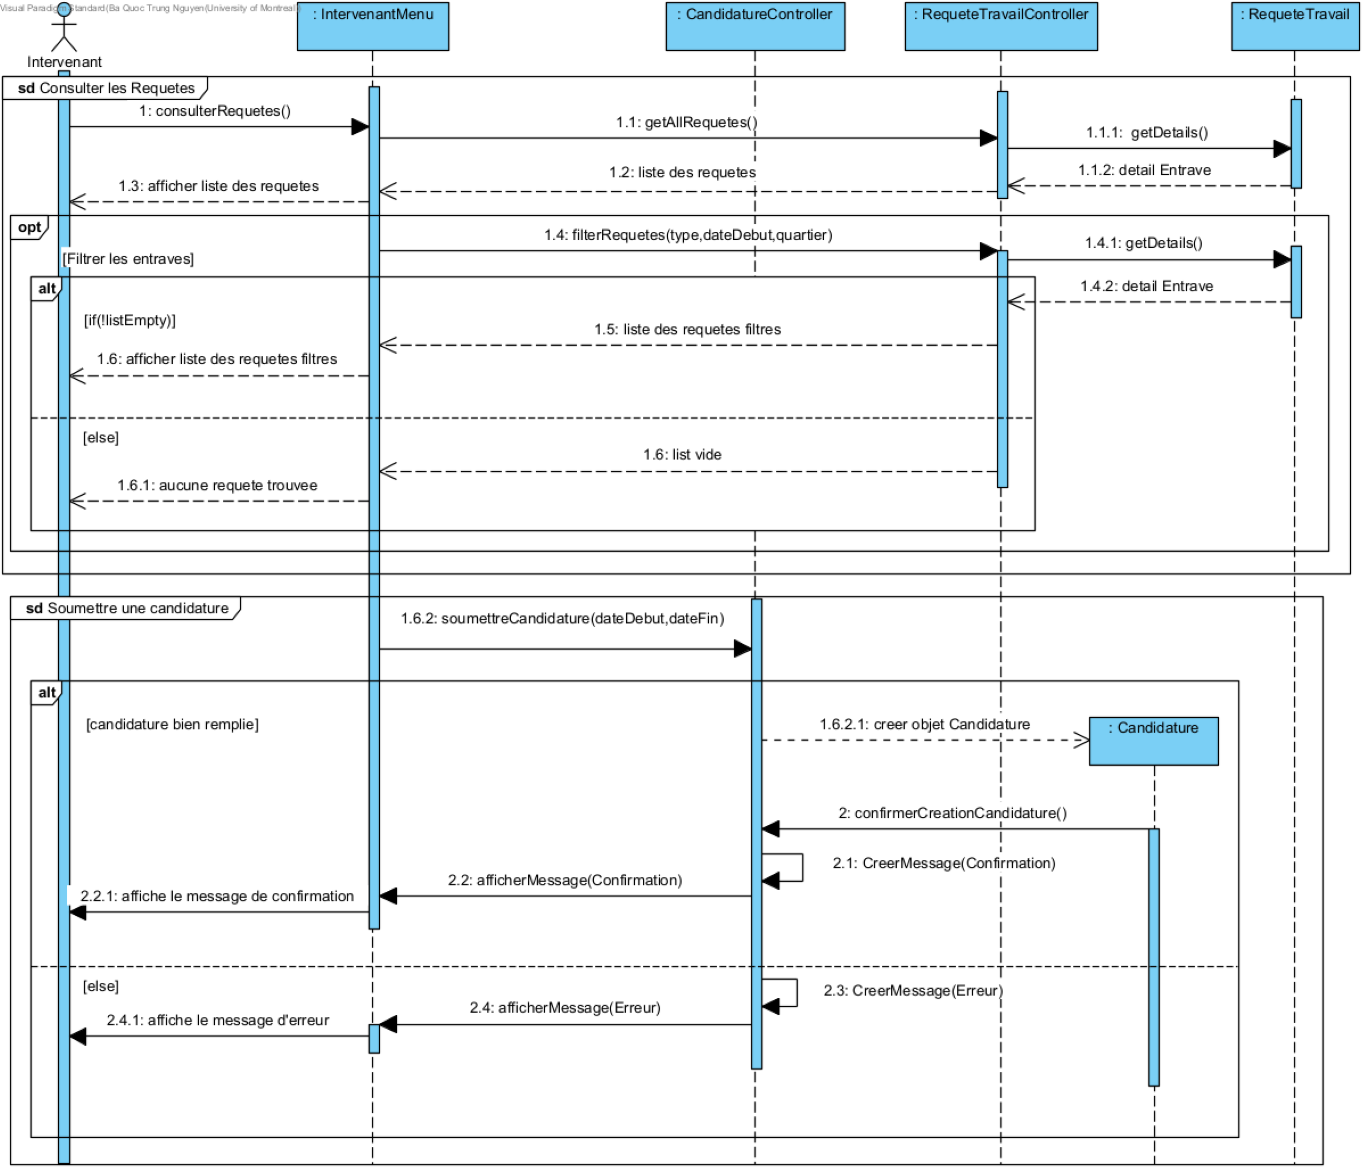 Visual Paradigm Standard(Ba Quoc Trung Nguyen(University of Montreal))
: IntervenantMenu
: CandidatureController
: RequeteTravailController
: RequeteTravail
Intervenant
sd Consulter les Requetes
1: consulterRequetes()
1.1: getAllRequetes()
1.1.1:  getDetails()
1.1.2: detail Entrave
1.2: liste des requetes
1.3: afficher liste des requetes
opt
[Filtrer les entraves]
1.4: filterRequetes(type,dateDebut,quartier)
1.4.1: getDetails()
1.4.2: detail Entrave
alt
[if(!listEmpty)]
1.5: liste des requetes filtres
1.6: afficher liste des requetes filtres
[else]
1.6: list vide
1.6.1: aucune requete trouvee
sd Soumettre une candidature
1.6.2: soumettreCandidature(dateDebut,dateFin)
alt
[candidature bien remplie]
1.6.2.1: creer objet Candidature
: Candidature
2: confirmerCreationCandidature()
2.1: CreerMessage(Confirmation)
2.2: afficherMessage(Confirmation)
2.2.1: affiche le message de confirmation
[else]
2.3: CreerMessage(Erreur)
2.4: afficherMessage(Erreur)
2.4.1: affiche le message d'erreur